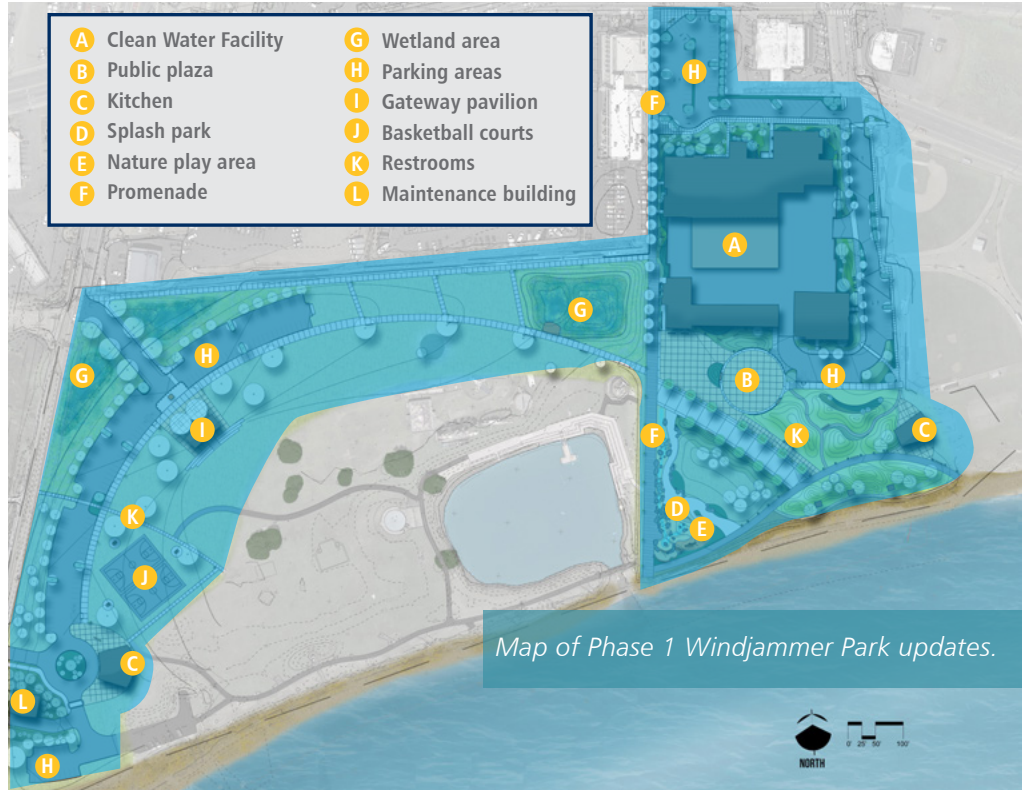 A Clean Water Facility
B Public plaza
C Kitchen
D Splash park
E Nature play area
F Promenade
G Wetland area
H Parking areas
I Gateway pavilion
J Basketball courts
K Restrooms
L Maintenance building
H
F
A
G
H
G
B
H
I
F
K
C
K
D
E
J
C
L
H
Map of Phase 1 Windjammer Park updates.
NORTH
0' 25' 50' 100'